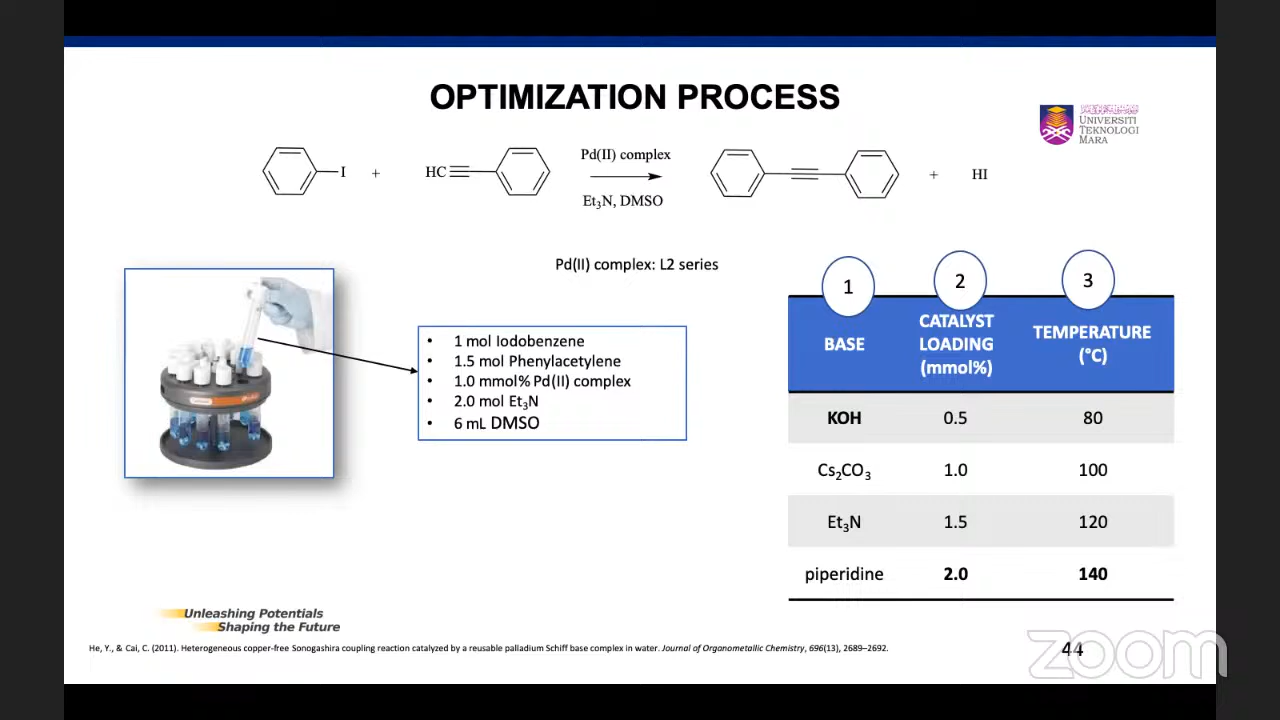 OPTIMIZATION PROCESS
UNIVERSITI
TEKNOLOGI
MARA
I + HC Pd(II) complex + HI
Et₃N, DMSO
Pd(II) complex: L2 series
• 1 mol Iodobenzene
• 1.5 mol Phenylacetylene
• 1.0 mmol% Pd(II) complex
• 2.0 mol Et₃N
• 6 mL DMSO
1 2 3
BASE CATALYST LOADING (mmol%) TEMPERATURE (°C)
KOH 0.5 80
Cs₂CO₃ 1.0 100
Et₃N 1.5 120
piperidine 2.0 140
Unleashing Potentials
Shaping the Future
He, Y., & Cai, C. (2011). Heterogeneous copper-free Sonogashira coupling reaction catalyzed by a reusable palladium Schiff base complex in water. Journal of Organometallic Chemistry, 696(13), 2689–2692.
44
zoom